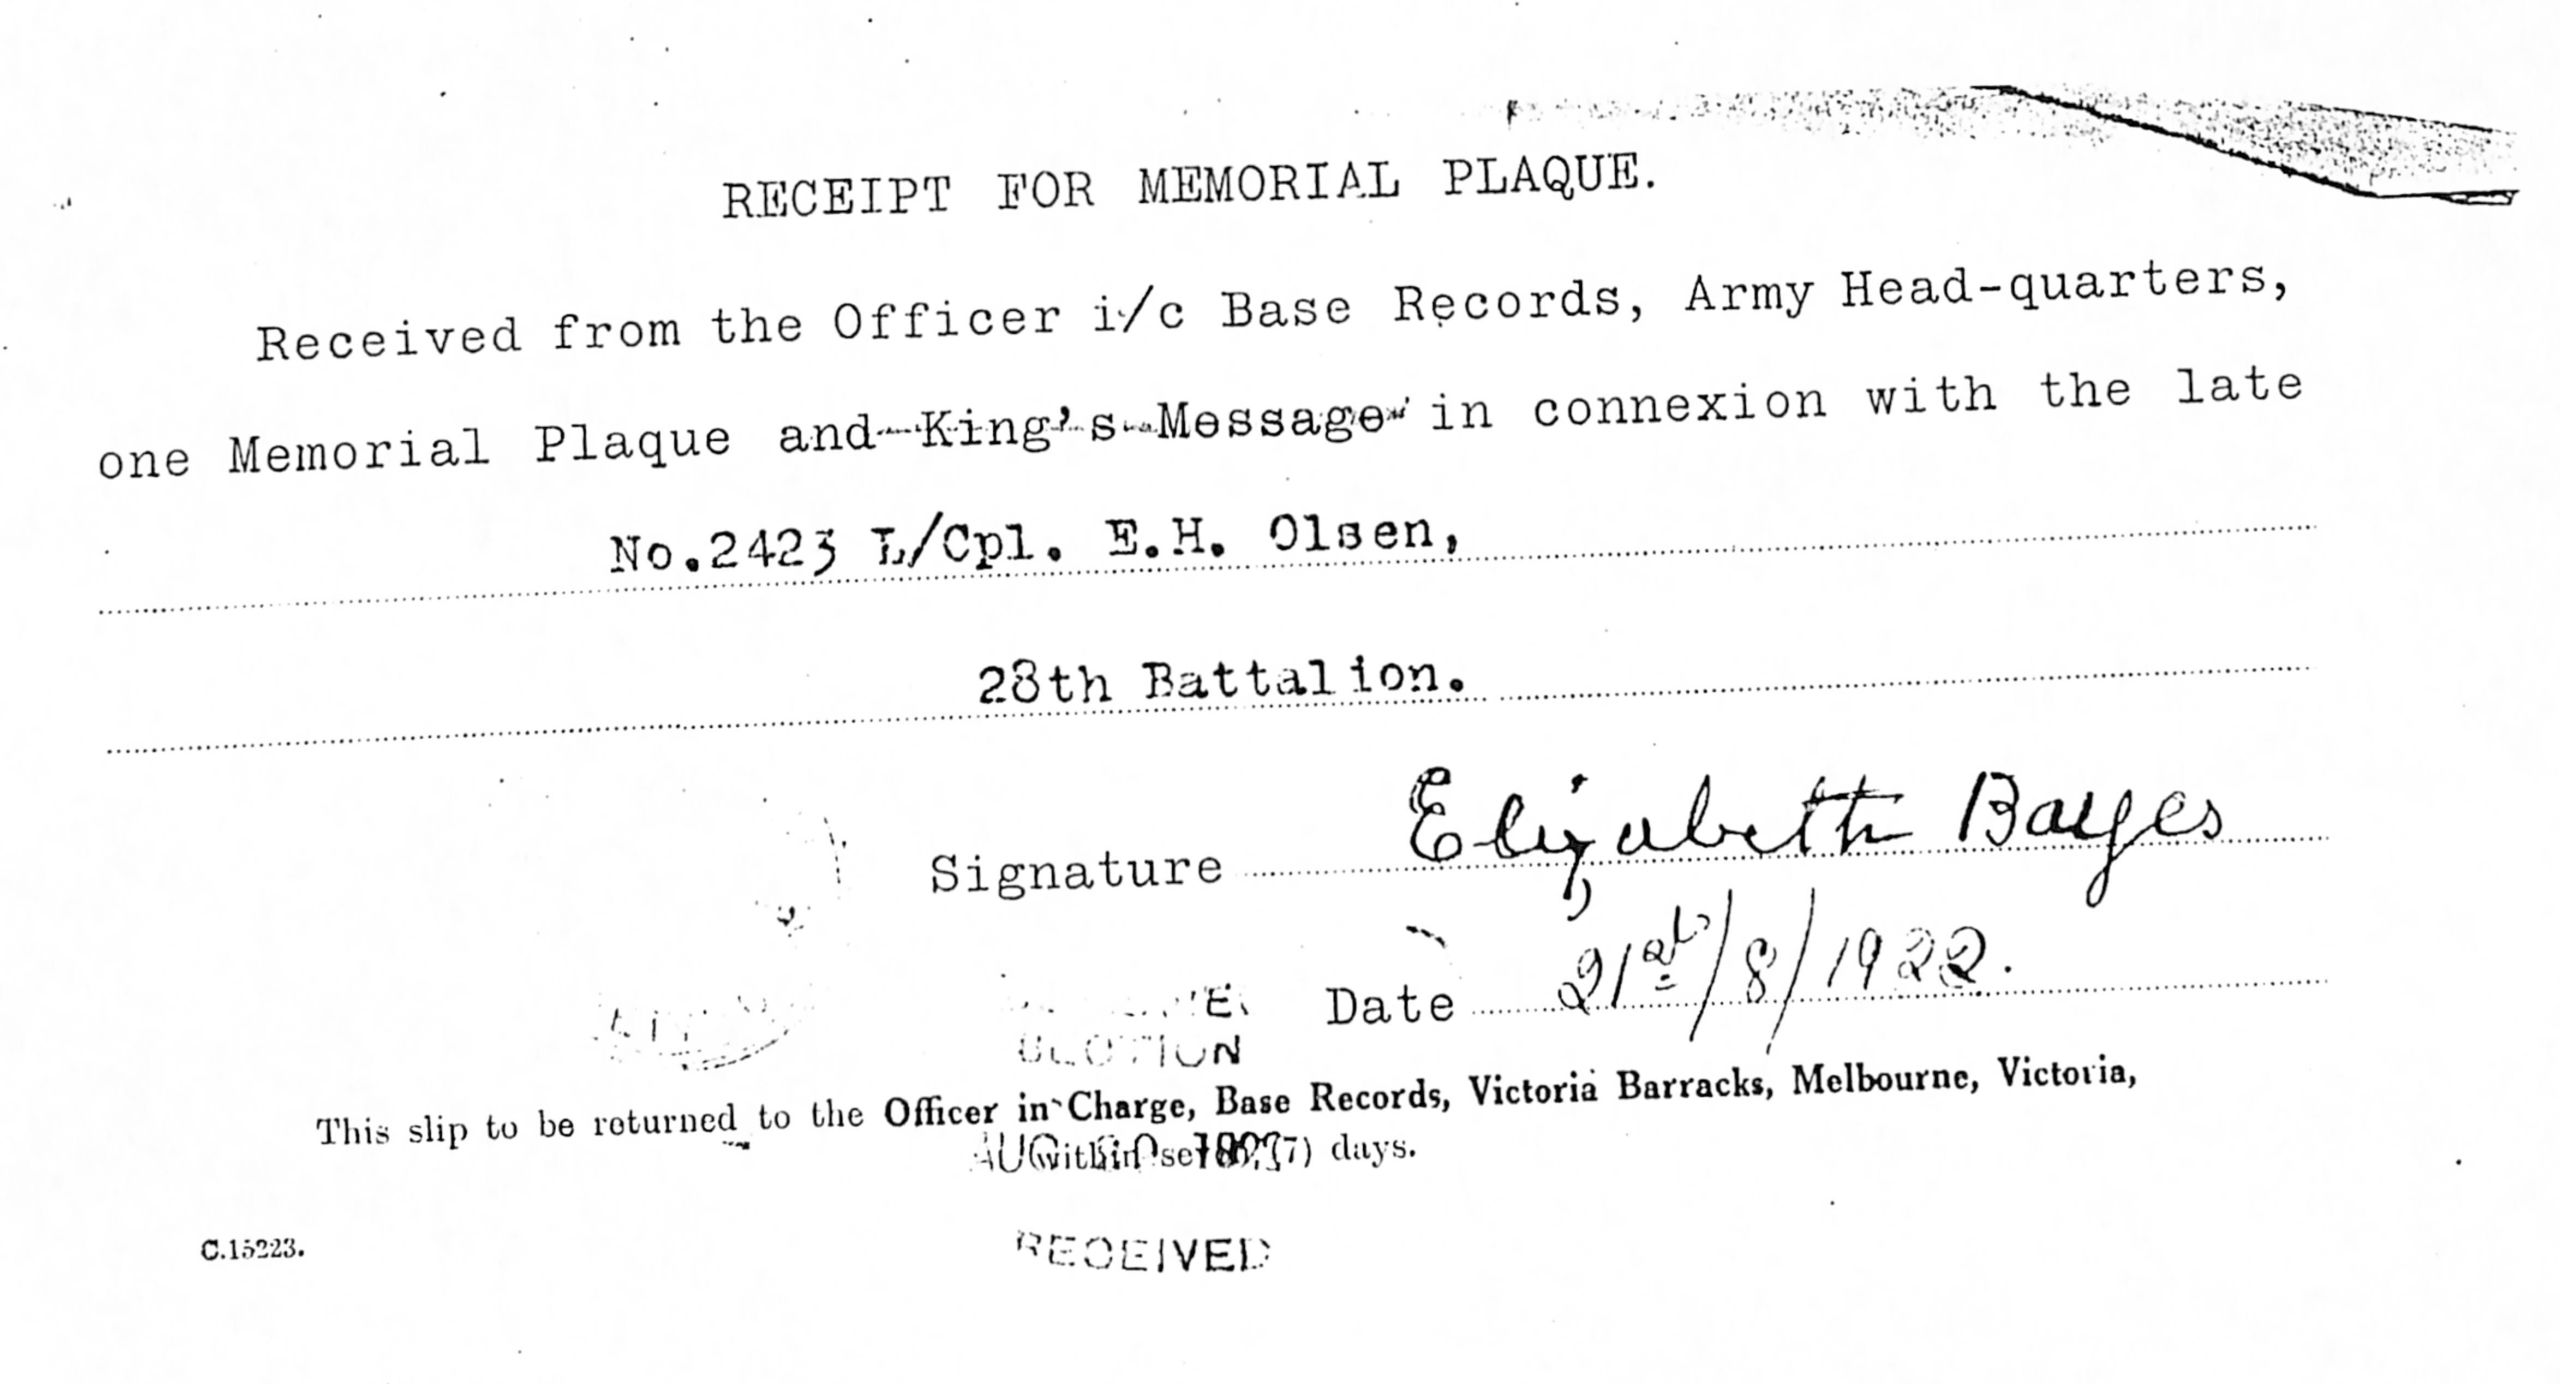 RECEIPT FOR MEMORIAL PLAQUE.
Received from the Officer i/c Base Records, Army Head-quarters,
one Memorial Plaque and King's Message in connexion with the late
No.2423 L/Cpl. E.H. Olsen,
28th Battalion.
Signature Elizabeth Bayes
Date 21st/8/1922.
This slip to be returned to the Officer in Charge, Base Records, Victoria Barracks, Melbourne, Victoria,
(7) days.
C.15223.
RECEIVED